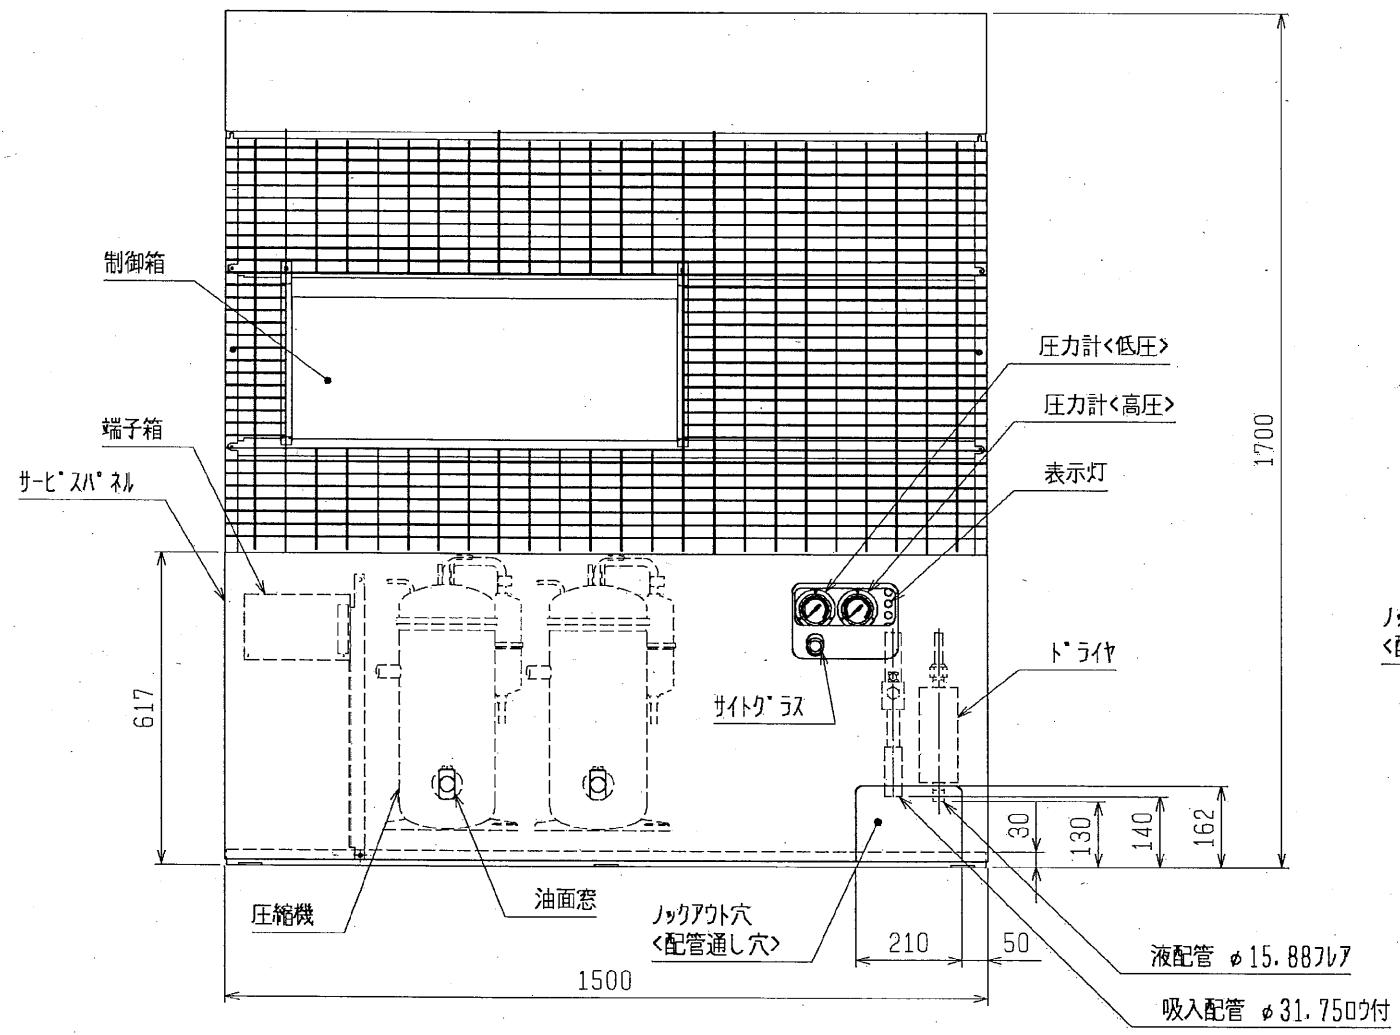 制御箱
圧力計<低圧>
圧力計<高圧>
1700
端子箱
表示灯
サービスパネル
ドライヤ
617
サイトグラス
30
130
140
162
圧縮機
油面窓
ノックアウト穴
<配管通し穴>
210
50
液配管 φ15.88フレア
1500
吸入配管 φ31.75ロウ付